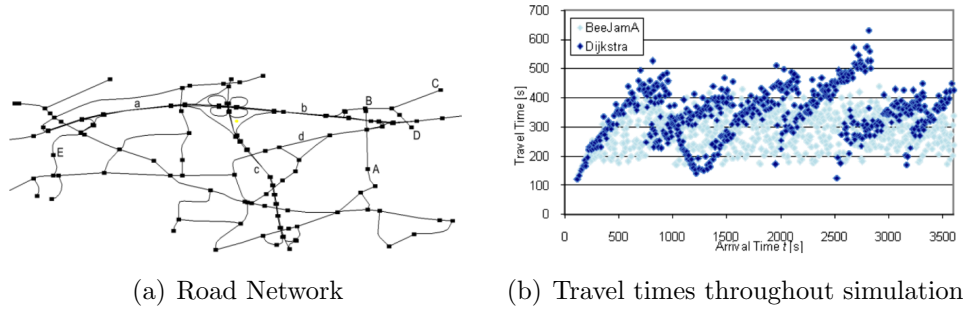 C
a
b
B
d
D
E
A
c
700
BeeJamA
600
Dijkstra
500
400
300
200
100
0
Travel Time [s]
0 500 1000 1500 2000 2500 3000 3500
Arrival Time t [s]
(a) Road Network
(b) Travel times throughout simulation